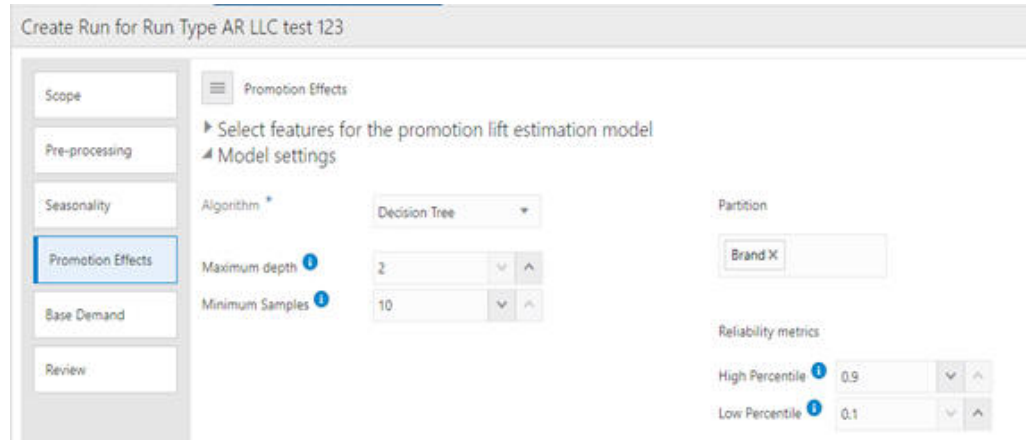 Create Run for Run Type AR LLC test 123
Scope
Pre-processing
Seasonality
Promotion Effects
Base Demand
Review
Promotion Effects
Select features for the promotion lift estimation model
Model settings
Algorithm *
Decision Tree
Maximum depth
2
Minimum Samples
10
Partition
Brand X
Reliability metrics
High Percentile
0.9
Low Percentile
0.1